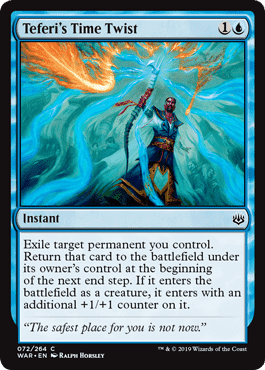 Teferi's Time Twist 1
Instant
Exile target permanent you control.
Return that card to the battlefield under
its owner's control at the beginning
of the next end step. If it enters the
battlefield as a creature, it enters with an
additional +1/+1 counter on it.
"The safest place for you is not now."
072/264 C
WAR • EN RALPH HORSLEY
™ & © 2019 Wizards of the Coast